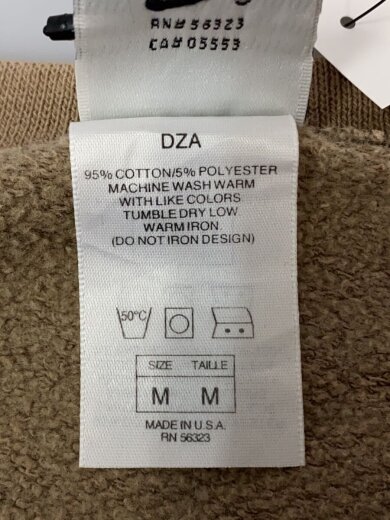 RN# 56323
CA# 05553
DZA
95% COTTON/5% POLYESTER
MACHINE WASH WARM
WITH LIKE COLORS
TUMBLE DRY LOW
WARM IRON.
(DO NOT IRON DESIGN)
50°C
SIZE TAILLE
M M
MADE IN U.S.A.
RN 56323